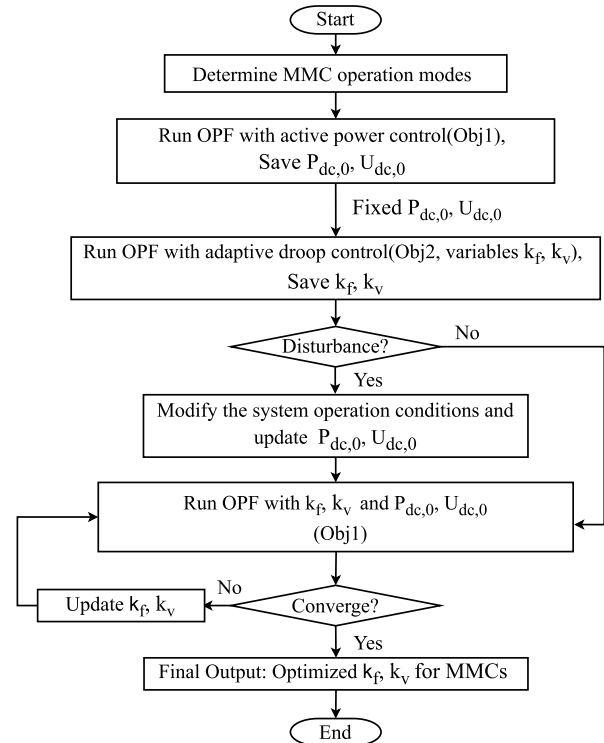 Start
Determine MMC operation modes
Run OPF with active power control(Obj1),
Save P_dc,0, U_dc,0
Fixed P_dc,0, U_dc,0
Run OPF with adaptive droop control(Obj2, variables k_f, k_v),
Save k_f, k_v
Disturbance?
No
Yes
Modify the system operation conditions and
update P_dc,0, U_dc,0
Run OPF with k_f, k_v and P_dc,0, U_dc,0
(Obj1)
No
Update k_f, k_v
Converge?
Yes
Final Output: Optimized k_f, k_v for MMCs
End